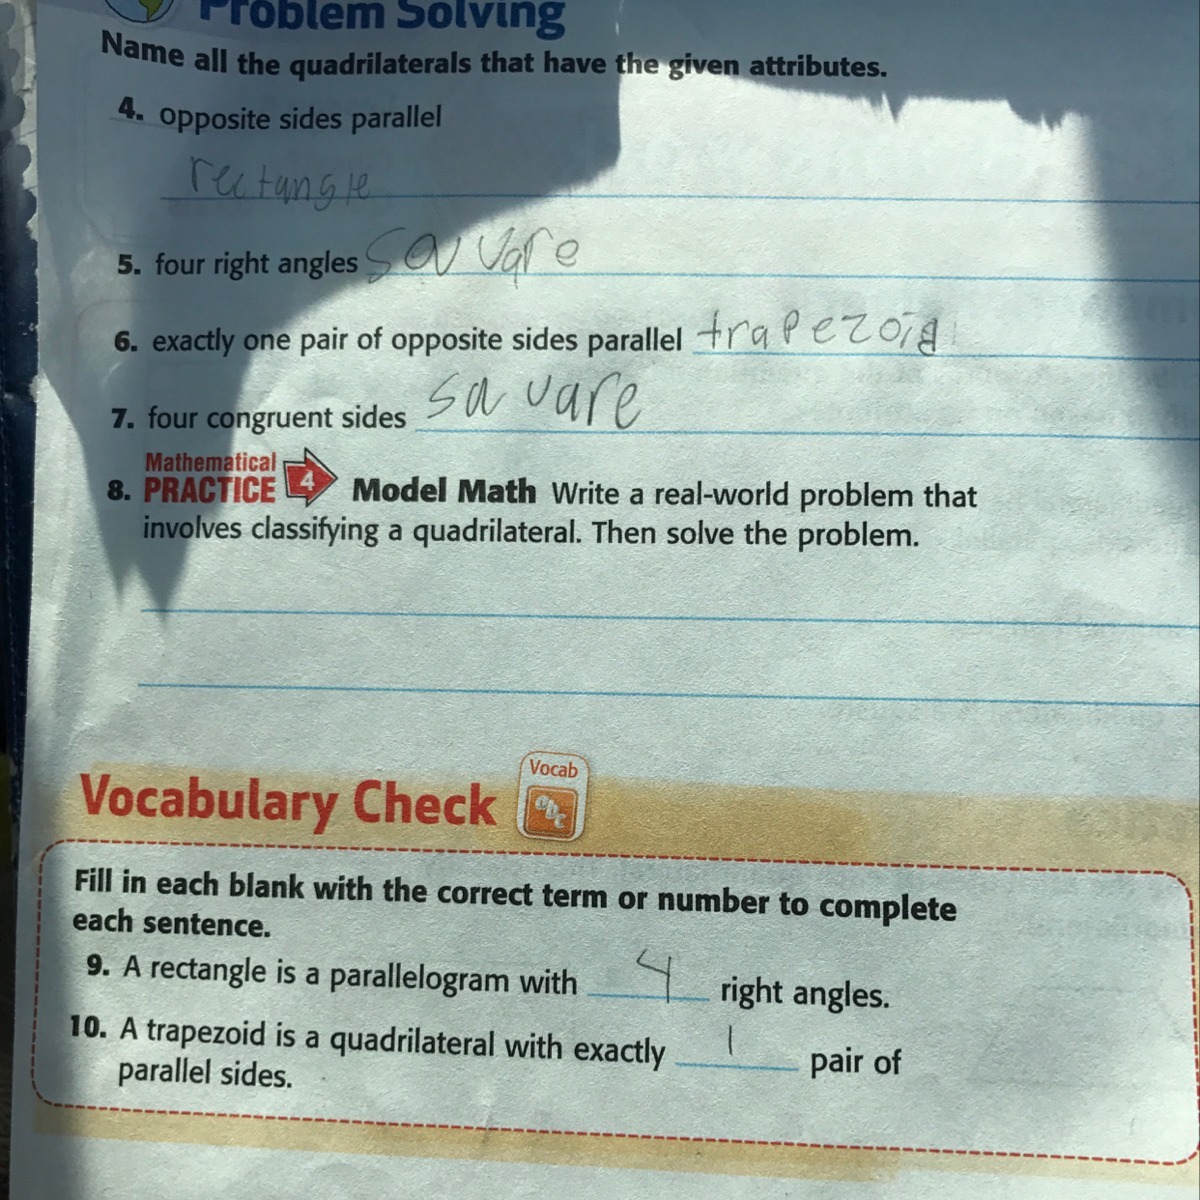 Problem Solving
Name all the quadrilaterals that have the given attributes.
4. opposite sides parallel
rectangle
5. four right angles savare
6. exactly one pair of opposite sides parallel trapezoid
7. four congruent sides savare
Mathematical
8. PRACTICE 4 Model Math Write a real-world problem that
involves classifying a quadrilateral. Then solve the problem.
Vocab
Vocabulary Check
abc
Fill in each blank with the correct term or number to complete
each sentence.
9. A rectangle is a parallelogram with 4 right angles.
10. A trapezoid is a quadrilateral with exactly 1 pair of
parallel sides.